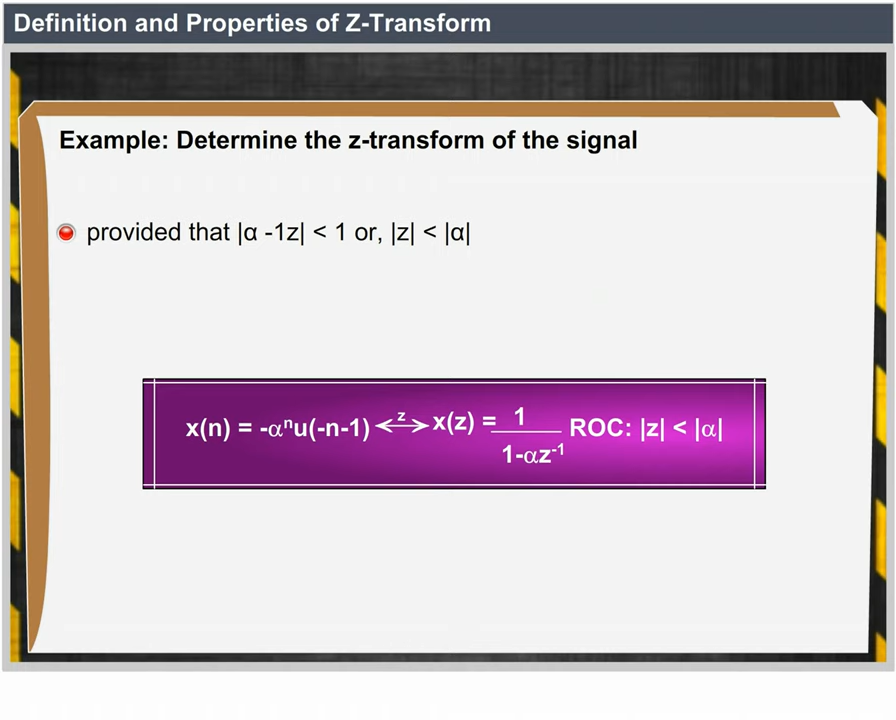 Definition and Properties of Z-Transform
Example: Determine the z-transform of the signal
provided that |α -1z| < 1 or, |z| < |α|
x(n) = -αⁿu(-n-1) ⟷ᶻ x(z) = 1 / 1-αz⁻¹ ROC: |z| < |α|